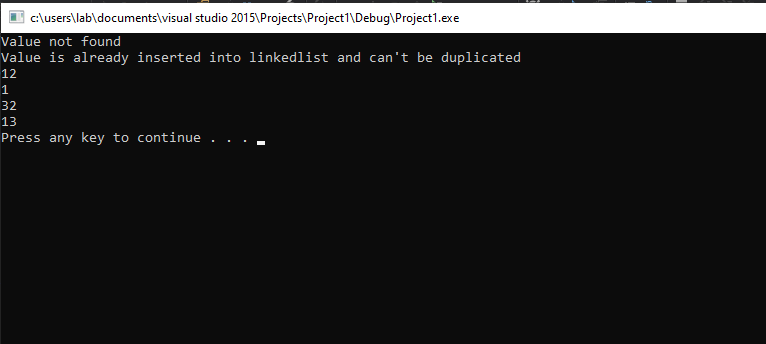 c:\users\lab\documents\visual studio 2015\Projects\Project1\Debug\Project1.exe
Value not found
Value is already inserted into linkedlist and can't be duplicated
12
1
32
13
Press any key to continue . . .